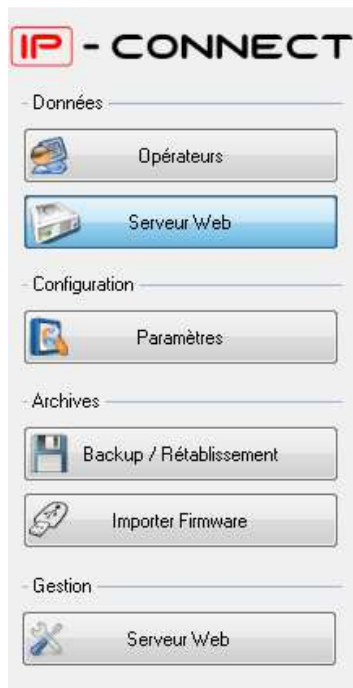 IP - CONNECT
Données
Opérateurs
Serveur Web
Configuration
Paramètres
Archives
Backup / Rétablissement
Importer Firmware
Gestion
Serveur Web